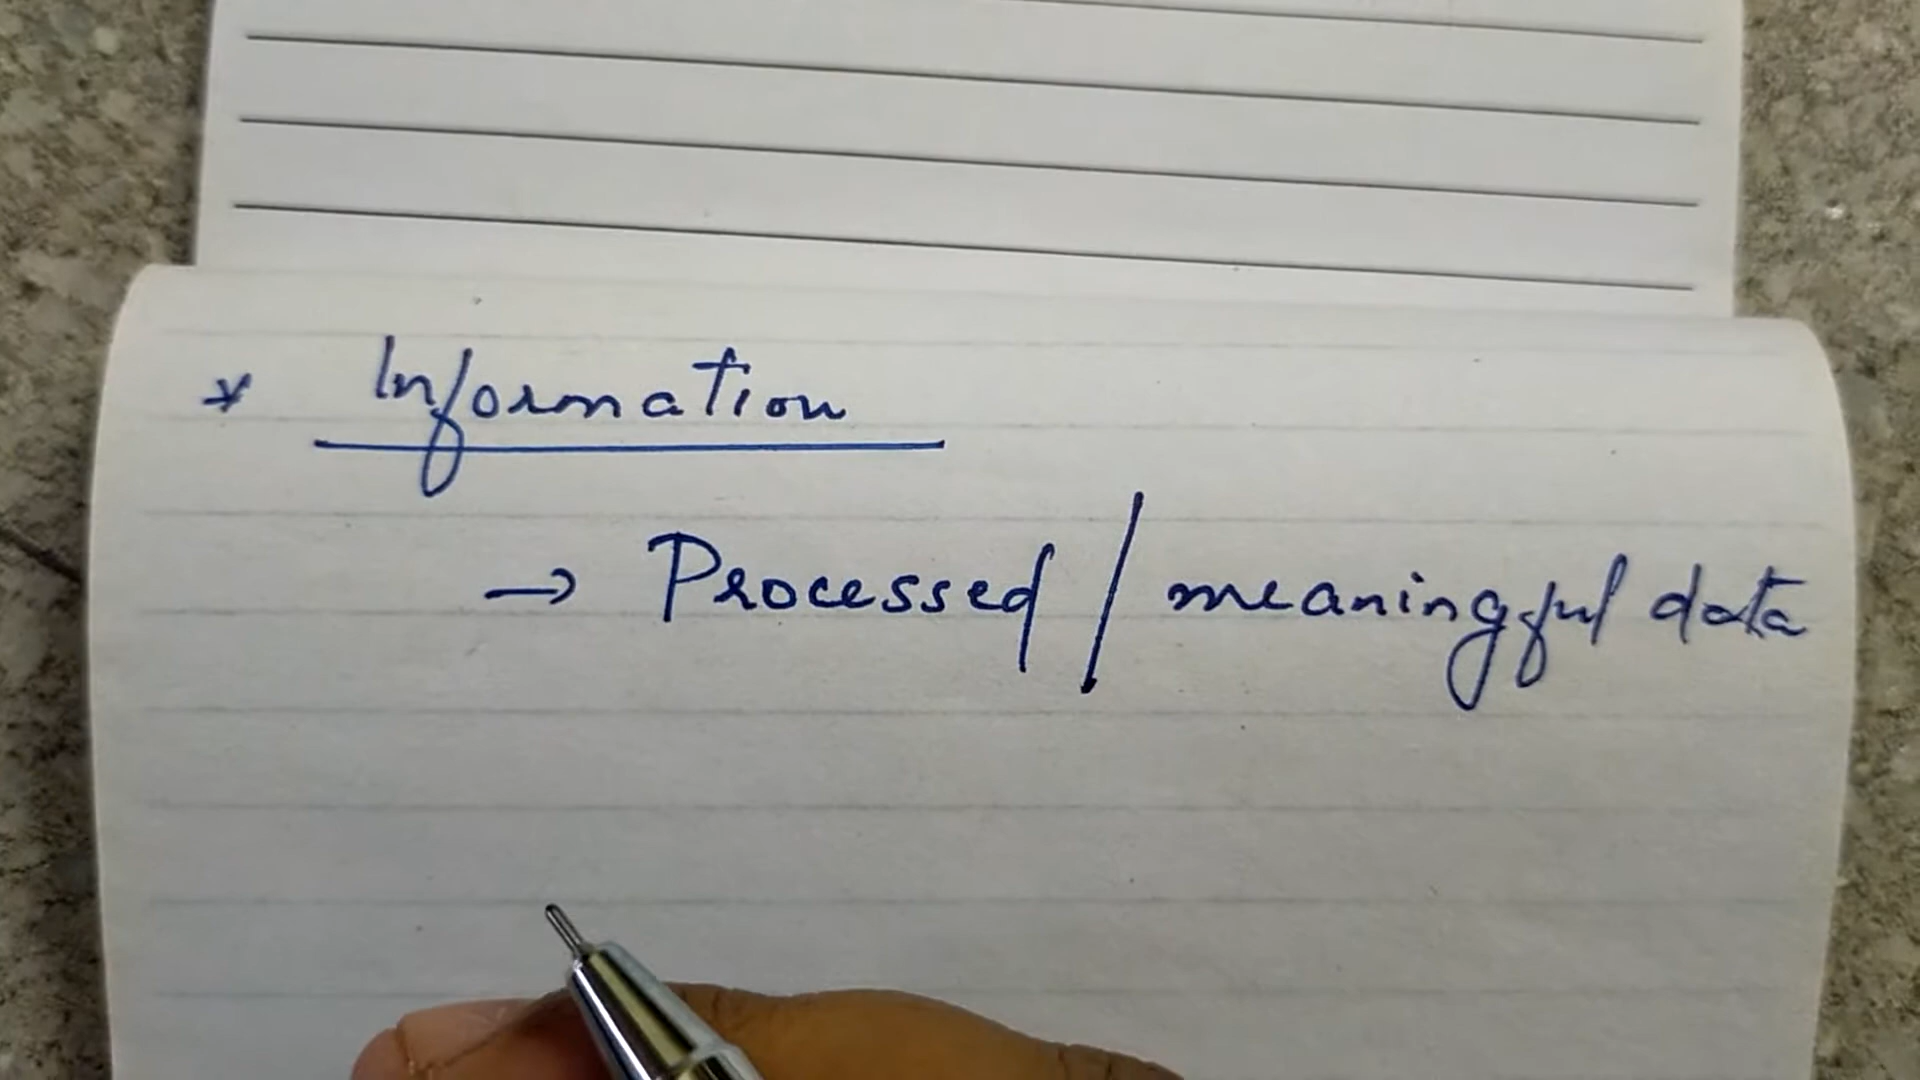 * Information
→ Processed / meaningful data